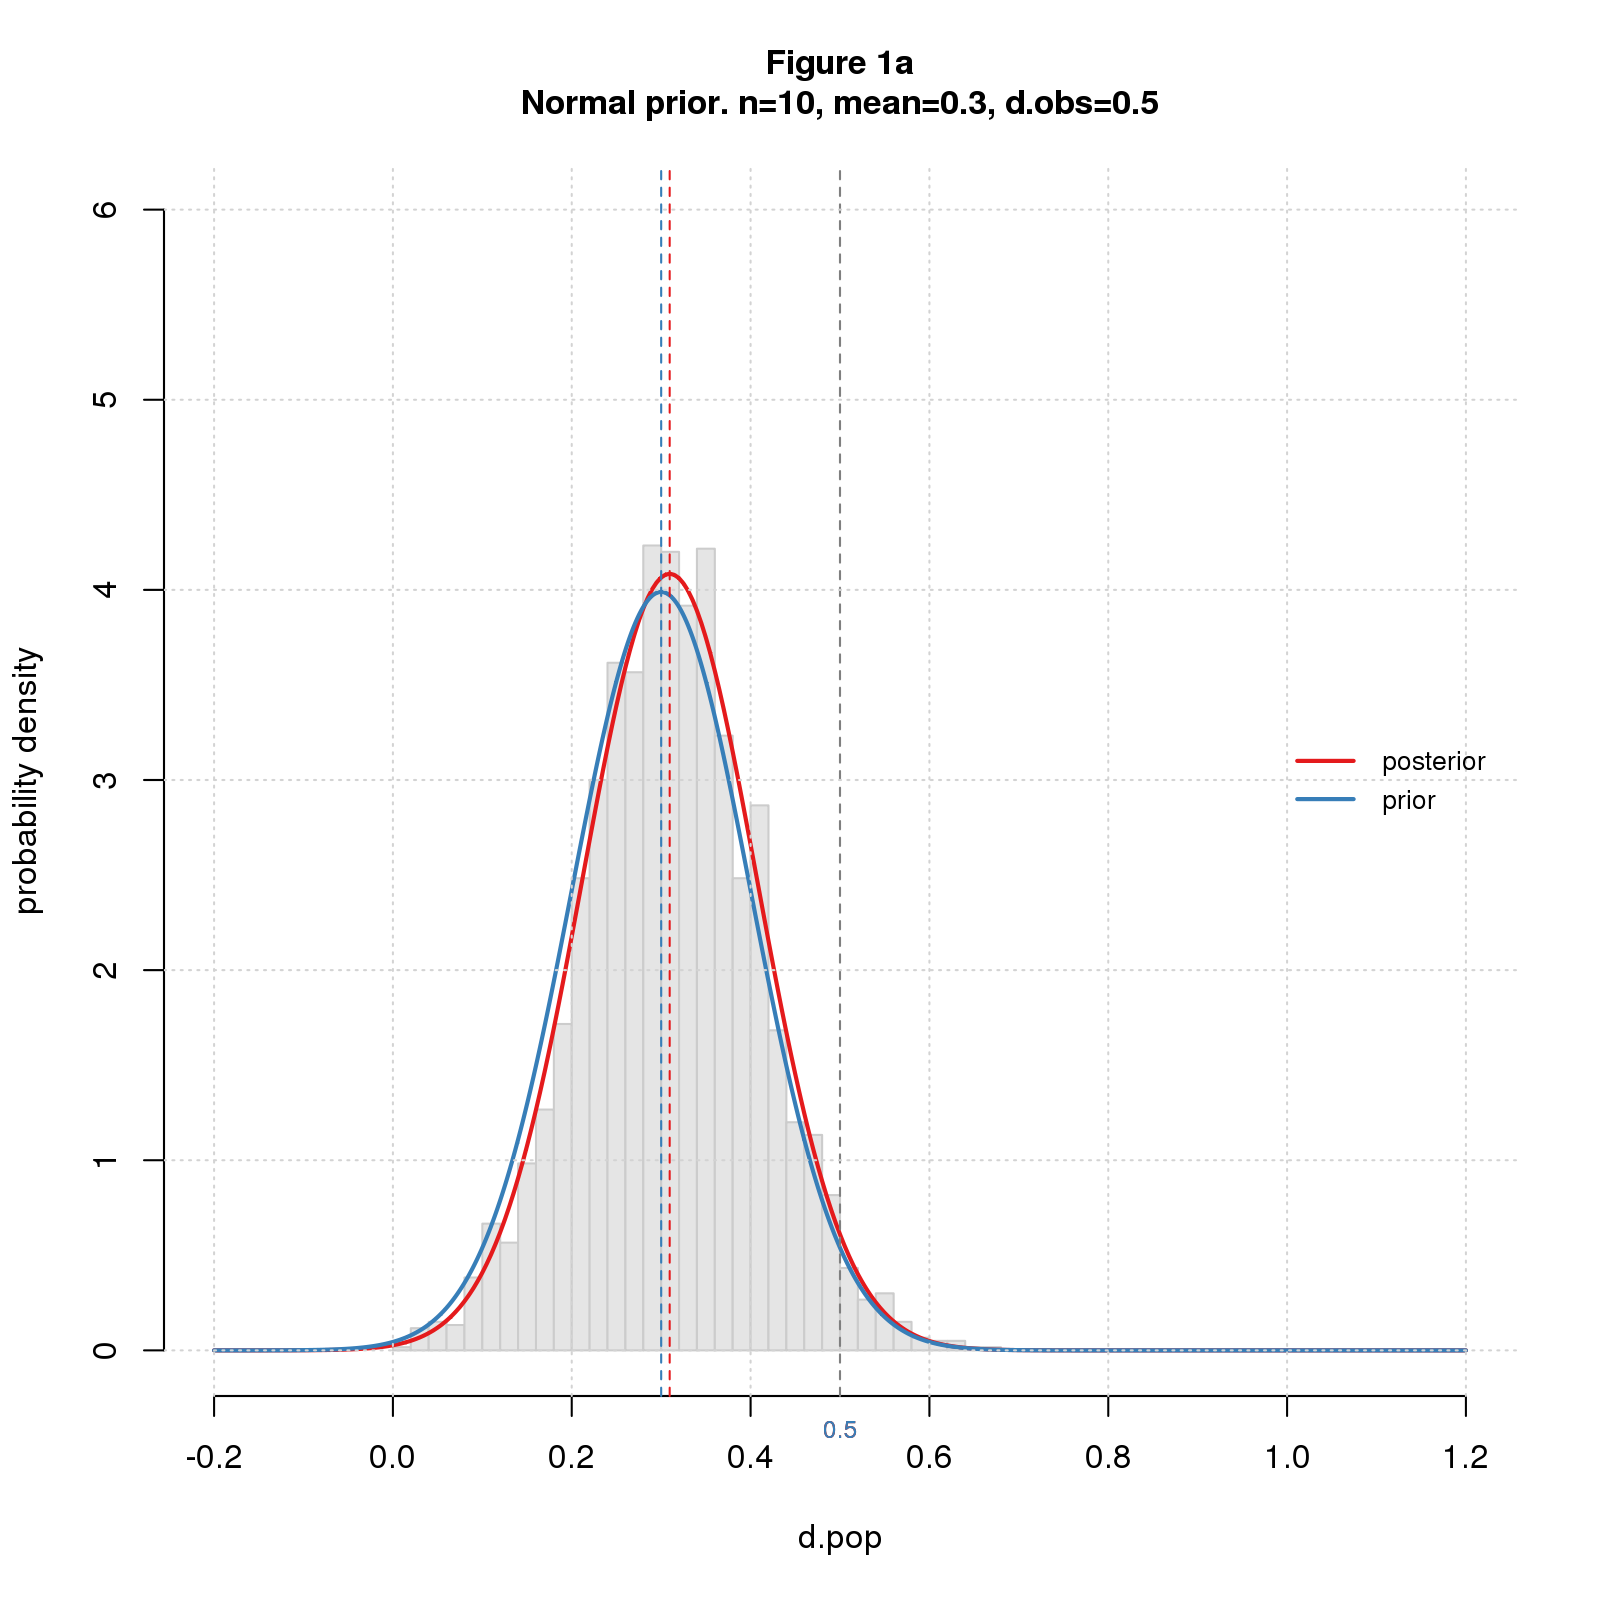 Figure 1a
Normal prior. n=10, mean=0.3, d.obs=0.5
6
5
4
3
2
1
0
probability density
posterior
prior
0.5
-0.2 0.0 0.2 0.4 0.6 0.8 1.0 1.2
d.pop